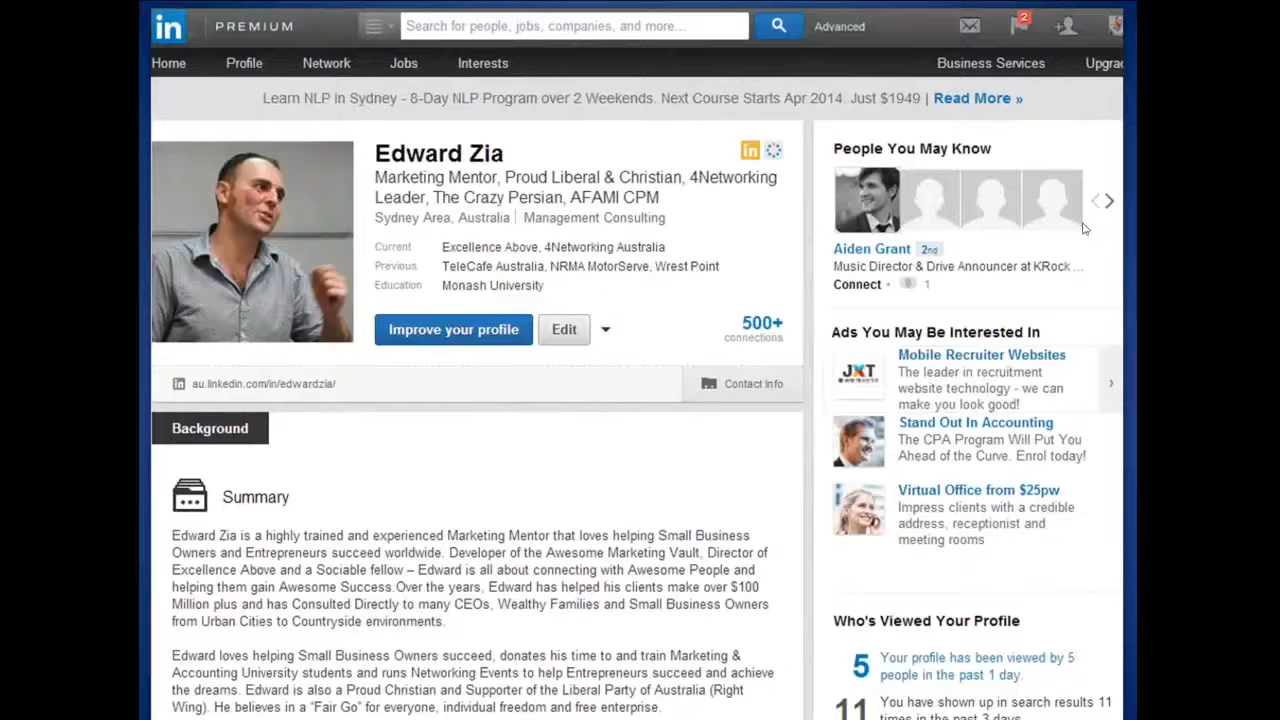 in PREMIUM Search for people, jobs, companies, and more... Advanced 2
Home Profile Network Jobs Interests Business Services Upgrad
Learn NLP in Sydney - 8-Day NLP Program over 2 Weekends. Next Course Starts Apr 2014. Just $1949 | Read More »
Edward Zia
in
Marketing Mentor, Proud Liberal & Christian, 4Networking
Leader, The Crazy Persian, AFAMI CPM
Sydney Area, Australia | Management Consulting
Current Excellence Above, 4Networking Australia
Previous TeleCafe Australia, NRMA MotorServe, Wrest Point
Education Monash University
Improve your profile Edit
500+
connections
in au.linkedin.com/in/edwardzia/ Contact Info
Background
Summary
Edward Zia is a highly trained and experienced Marketing Mentor that loves helping Small Business
Owners and Entrepreneurs succeed worldwide. Developer of the Awesome Marketing Vault, Director of
Excellence Above and a Sociable fellow – Edward is all about connecting with Awesome People and
helping them gain Awesome Success.Over the years, Edward has helped his clients make over $100
Million plus and has Consulted Directly to many CEOs, Wealthy Families and Small Business Owners
from Urban Cities to Countryside environments.
Edward loves helping Small Business Owners succeed, donates his time to and train Marketing &
Accounting University students and runs Networking Events to help Entrepreneurs succeed and achieve
the dreams. Edward is also a Proud Christian and Supporter of the Liberal Party of Australia (Right
Wing). He believes in a “Fair Go” for everyone, individual freedom and free enterprise.
People You May Know
Aiden Grant 2nd
Music Director & Drive Announcer at KRock ...
Connect • 1
Ads You May Be Interested In
JXT
Mobile Recruiter Websites
The leader in recruitment
website technology - we can
make you look good!
Stand Out In Accounting
The CPA Program Will Put You
Ahead of the Curve. Enrol today!
Virtual Office from $25pw
Impress clients with a credible
address, receptionist and
meeting rooms
Who's Viewed Your Profile
5 Your profile has been viewed by 5
people in the past 1 day.
11 You have shown up in search results 11
times in the past 3 days.